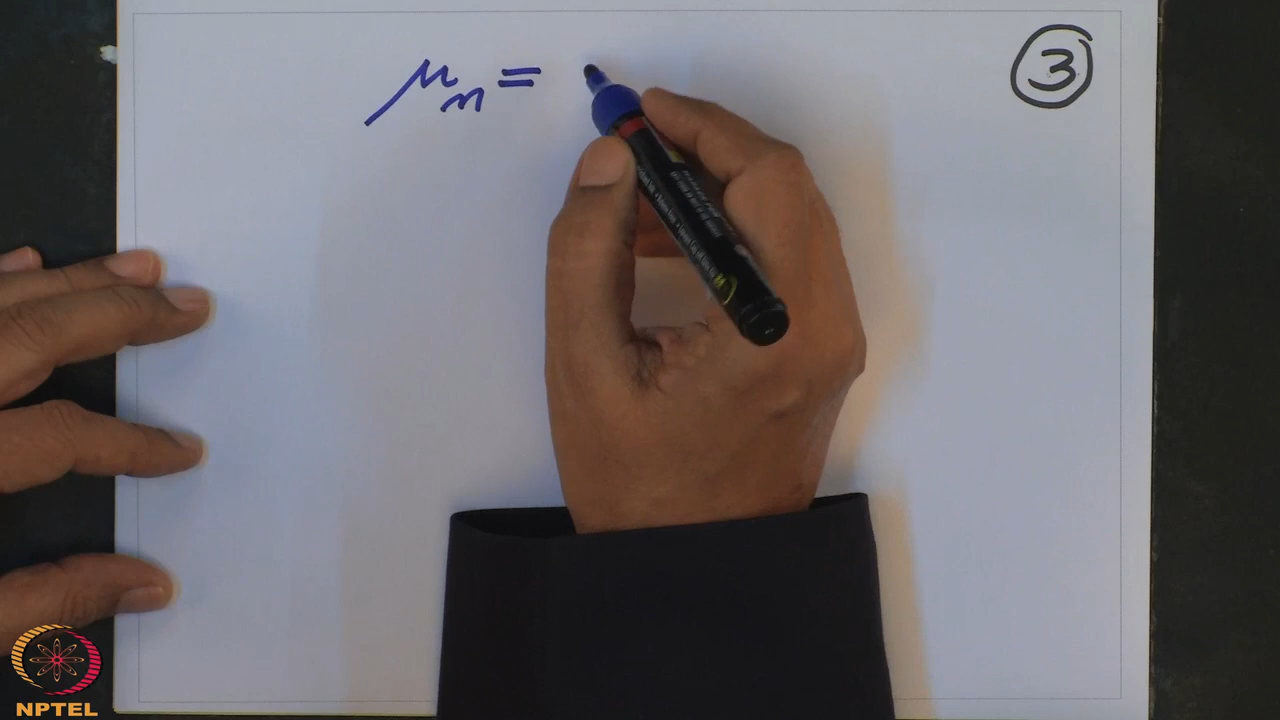 μₙ =
3
NPTEL